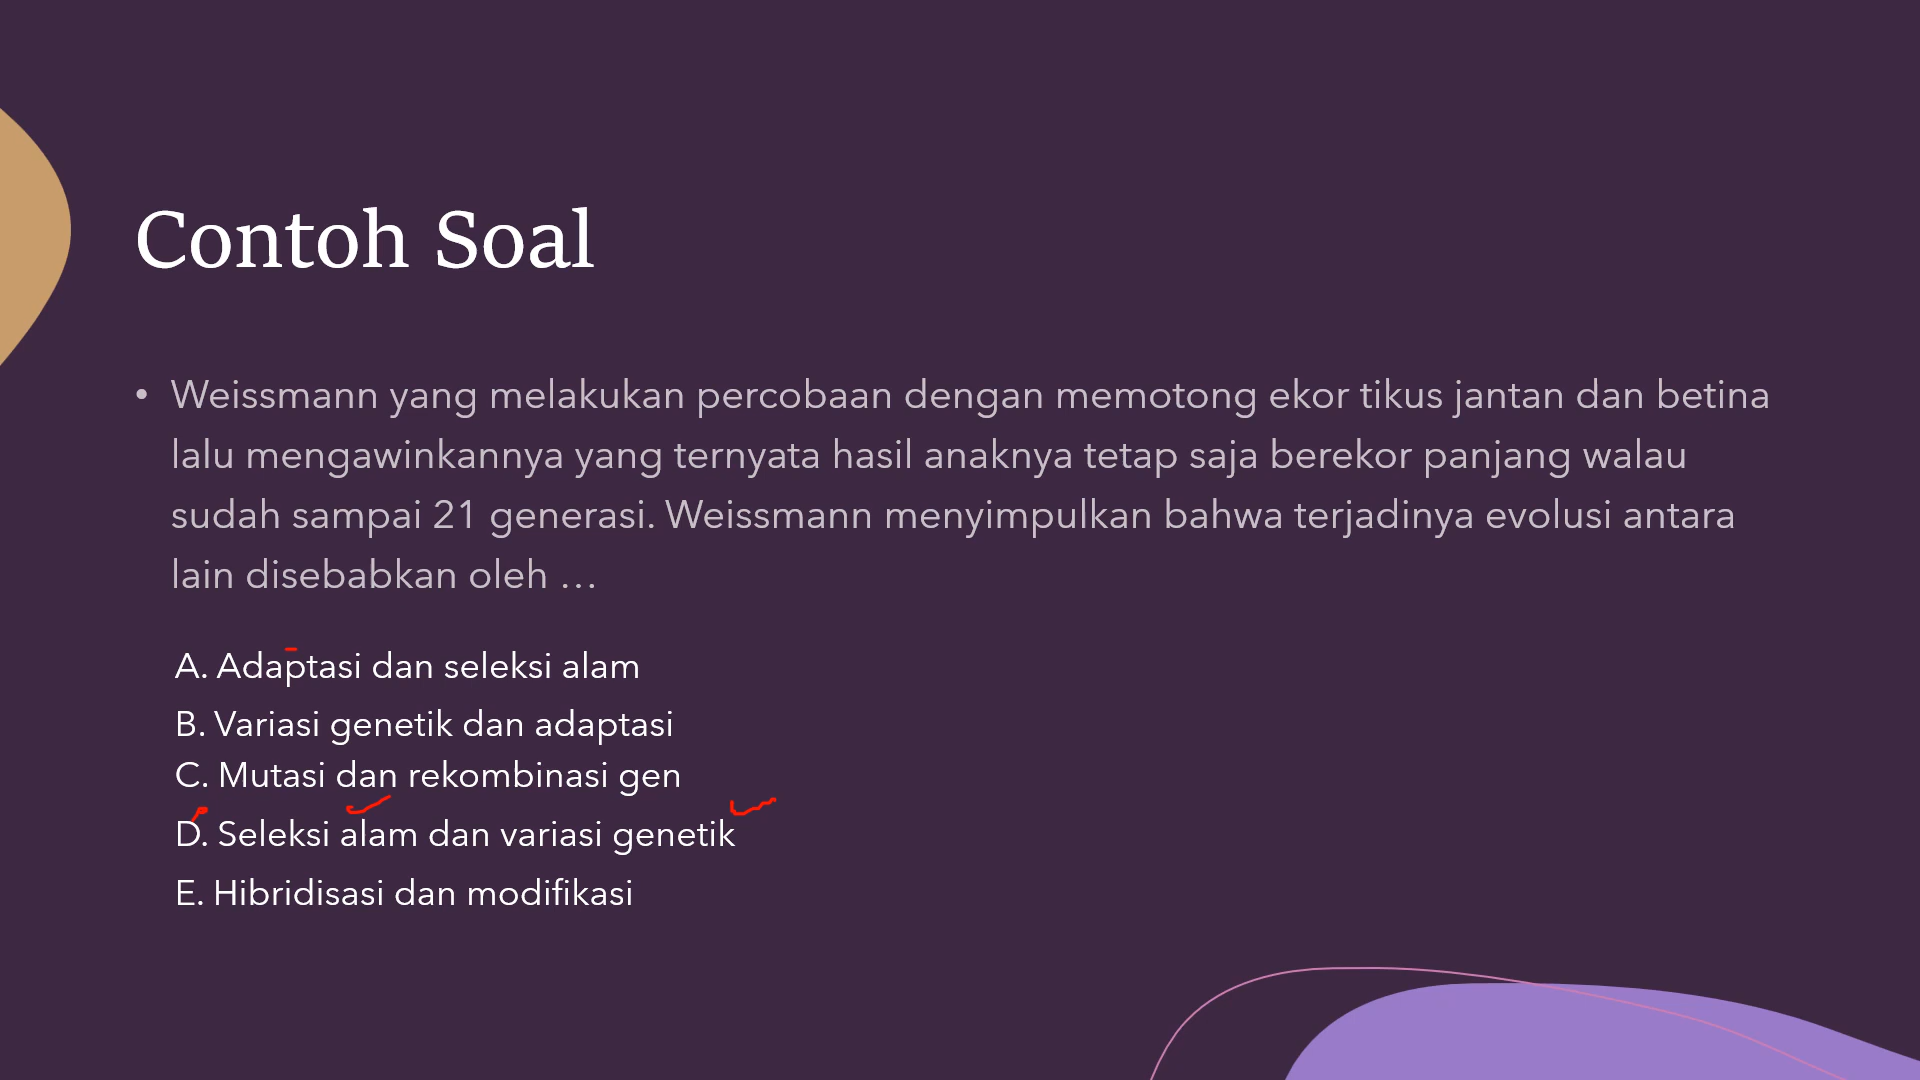 Contoh Soal
• Weissmann yang melakukan percobaan dengan memotong ekor tikus jantan dan betina
lalu mengawinkannya yang ternyata hasil anaknya tetap saja berekor panjang walau
sudah sampai 21 generasi. Weissmann menyimpulkan bahwa terjadinya evolusi antara
lain disebabkan oleh …
A. Adaptasi dan seleksi alam
B. Variasi genetik dan adaptasi
C. Mutasi dan rekombinasi gen
D. Seleksi alam dan variasi genetik
E. Hibridisasi dan modifikasi